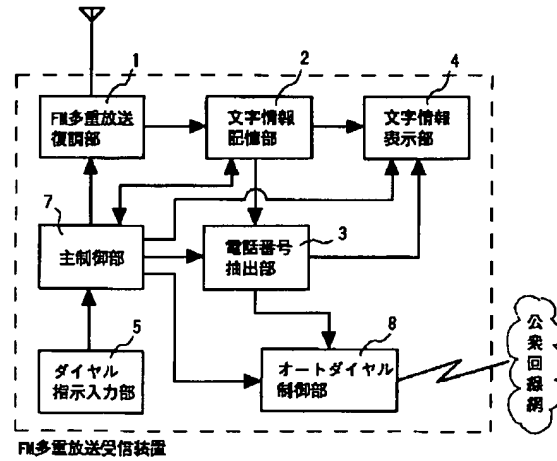 1
2
4
FM多重放送
復調部
文字情報
記憶部
文字情報
表示部
7
主制御部
3
電話番号
抽出部
5
ダイヤル
指示入力部
8
オートダイヤル
制御部
公衆回線網
FM多重放送受信装置